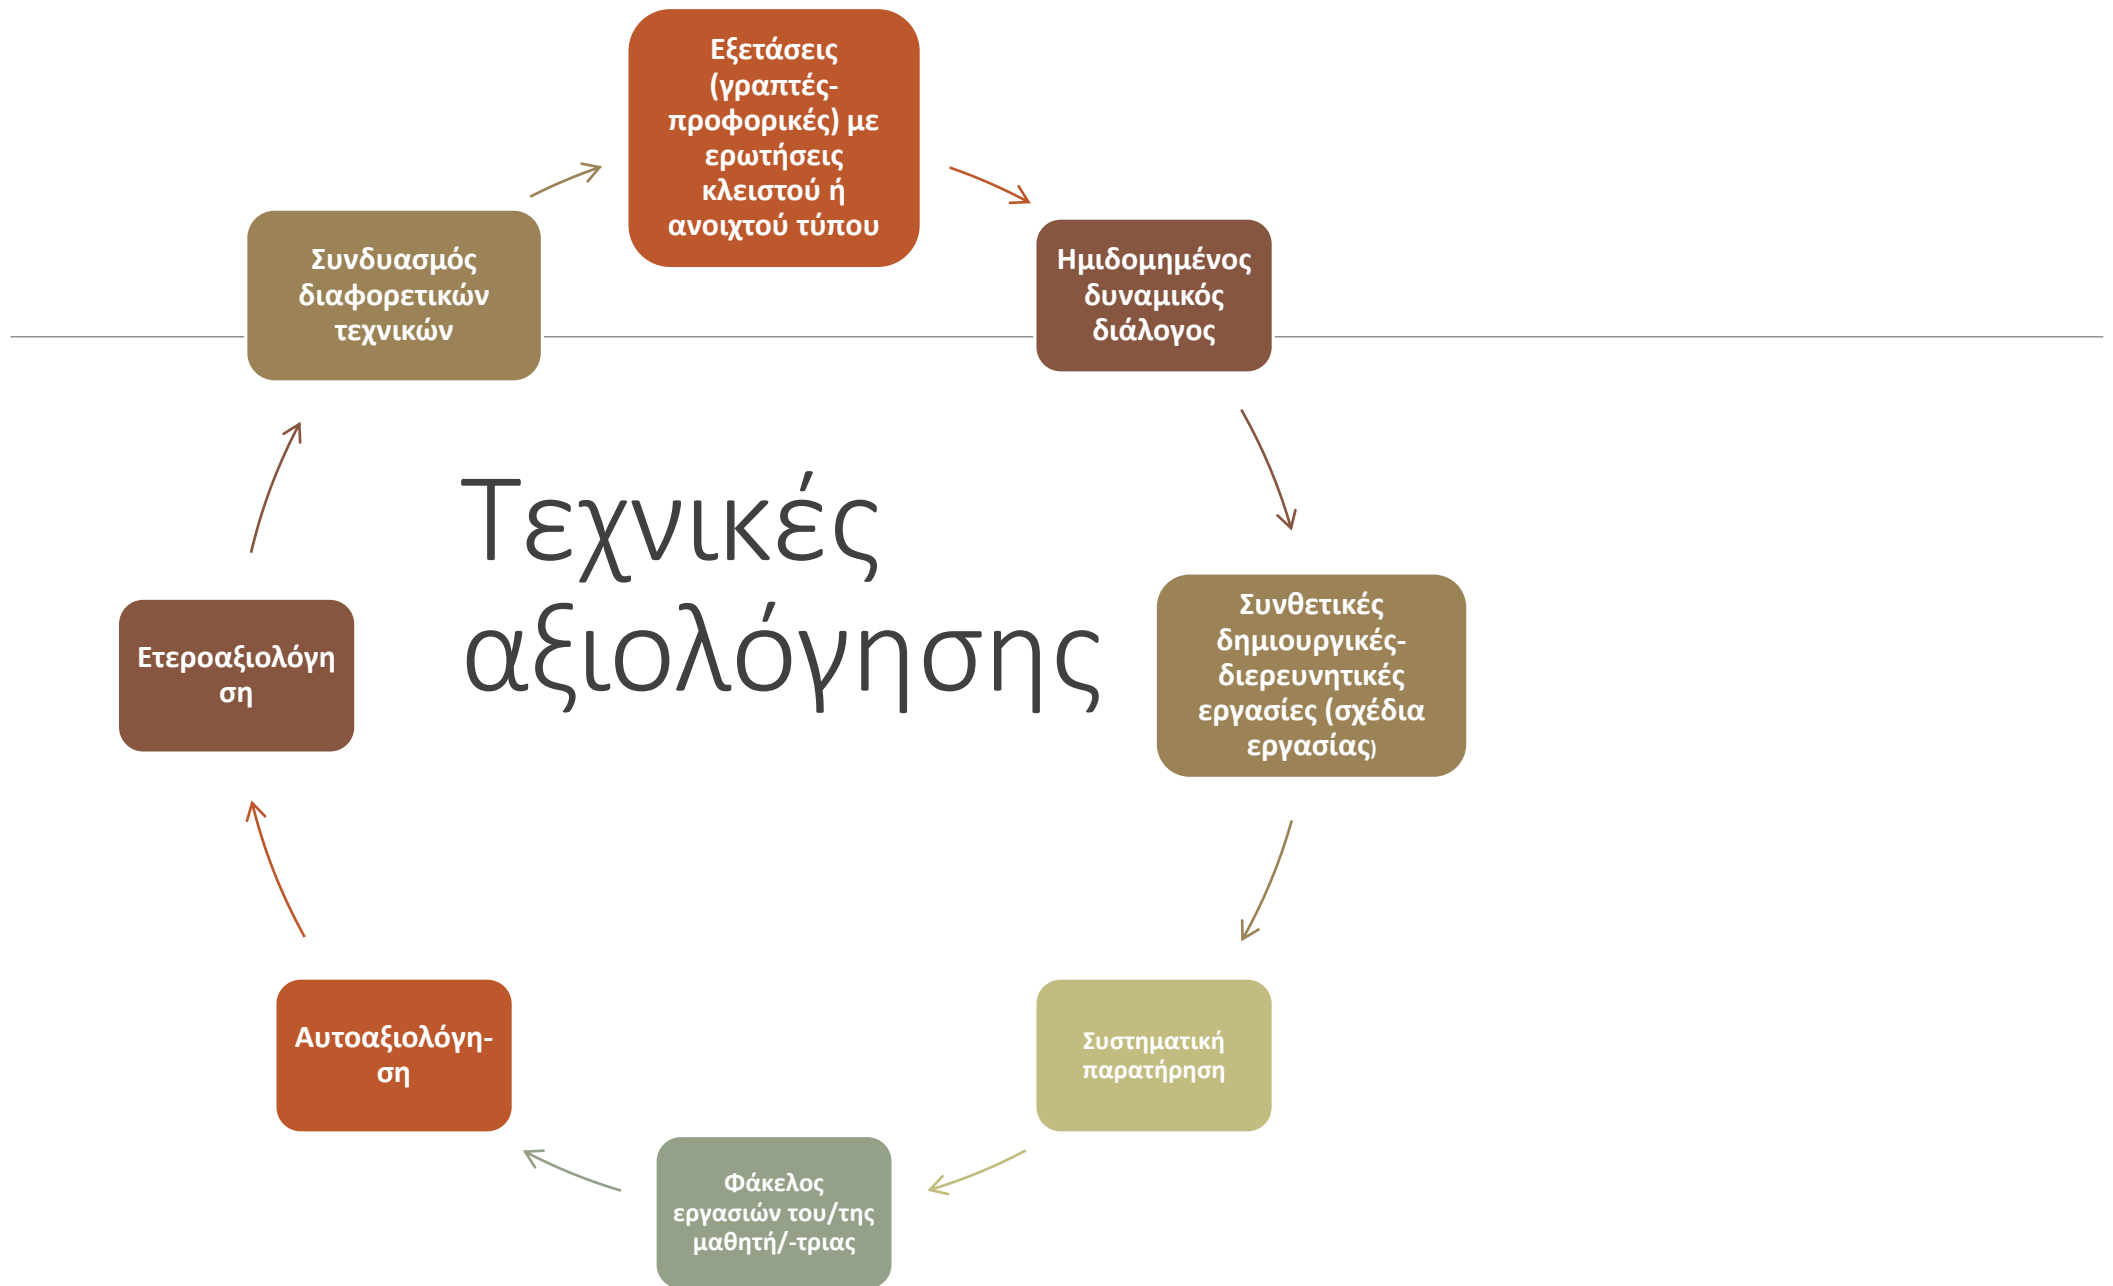 Εξετάσεις
(γραπτές-
προφορικές) με
ερωτήσεις
κλειστού ή
ανοιχτού τύπου
Ημιδομημένος
δυναμικός
διάλογος
Συνθετικές
δημιουργικές-
διερευνητικές
εργασίες (σχέδια
εργασίας)
Συστηματική
παρατήρηση
Φάκελος
εργασιών του/της
μαθητή/-τριας
Αυτοαξιολόγη-
ση
Ετεροαξιολόγη
ση
Συνδυασμός
διαφορετικών
τεχνικών
Τεχνικές
αξιολόγησης